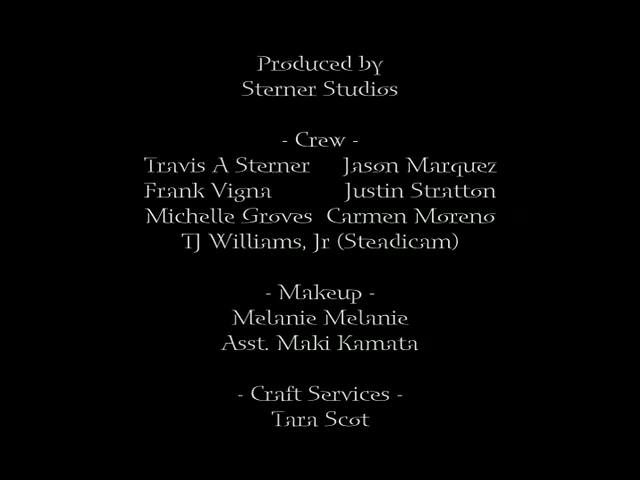 Produced by
Sterner Studios
- Crew -
Travis A Sterner Jason Marquez
Frank Vigna Justin Stratton
Michelle Groves Carmen Moreno
TJ Williams, Jr (Steadicam)
- Makeup -
Melanie Melanie
Asst. Maki Kamata
- Craft Services -
Tara Scot